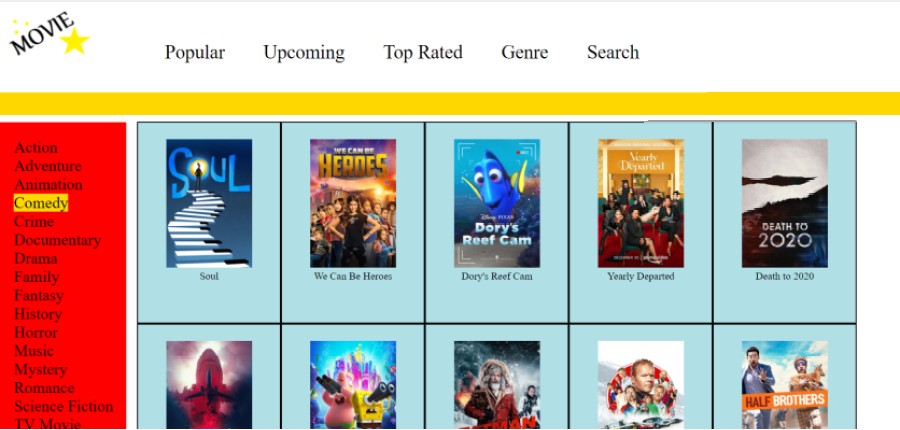 MOVIE
Popular Upcoming Top Rated Genre Search
Action
Adventure
Animation
Comedy
Crime
Documentary
Drama
Family
Fantasy
History
Horror
Music
Mystery
Romance
Science Fiction
TV Movie
SOUL
Soul
WE CAN BE
HEROES
We Can Be Heroes
Disney PIXAR
Dory's
Reef Cam
Dory's Reef Cam
Yearly
Departed
Yearly Departed
DEATH TO
2020
Death to 2020
HALF BROTHERS